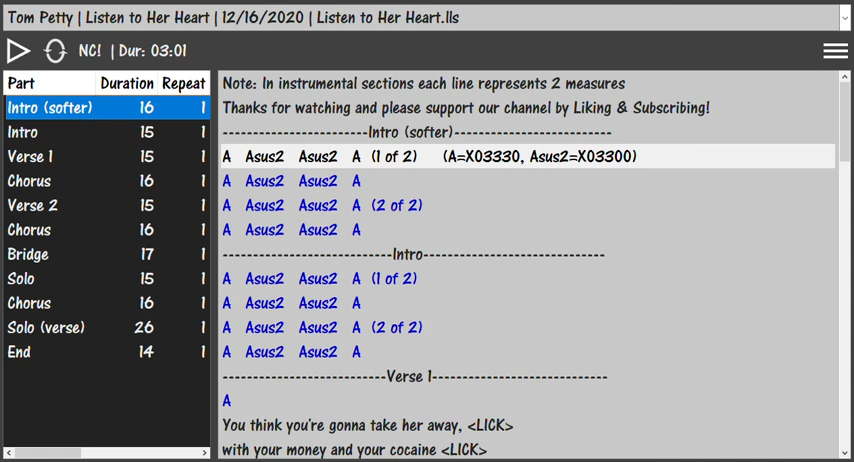 Tom Petty | Listen to Her Heart | 12/16/2020 | Listen to Her Heart.lls
NC! | Dur: 03:01
Part Duration Repeat
Intro (softer) 16 1
Intro 15 1
Verse 1 15 1
Chorus 16 1
Verse 2 15 1
Chorus 16 1
Bridge 17 1
Solo 15 1
Chorus 16 1
Solo (verse) 26 1
End 14 1
Note: In instrumental sections each line represents 2 measures
Thanks for watching and please support our channel by Liking & Subscribing!
------------------------Intro (softer)--------------------------
A Asus2 Asus2 A (1 of 2) (A=X03330, Asus2=X03300)
A Asus2 Asus2 A
A Asus2 Asus2 A (2 of 2)
A Asus2 Asus2 A
----------------------------Intro------------------------------
A Asus2 Asus2 A (1 of 2)
A Asus2 Asus2 A
A Asus2 Asus2 A (2 of 2)
A Asus2 Asus2 A
---------------------------Verse 1-----------------------------
A
You think you're gonna take her away, <LICK>
with your money and your cocaine <LICK>